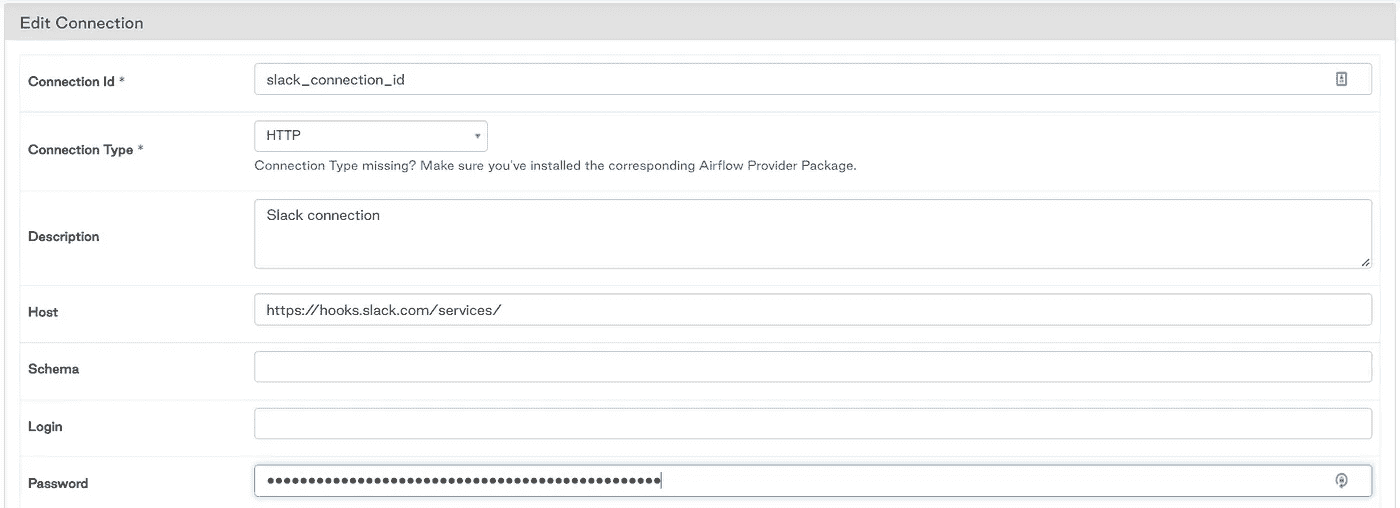 Edit Connection
Connection Id *
slack_connection_id
Connection Type *
HTTP
Connection Type missing? Make sure you've installed the corresponding Airflow Provider Package.
Description
Slack connection
Host
https://hooks.slack.com/services/
Schema
Login
Password
••••••••••••••••••••••••••••••••••••••••••••••••